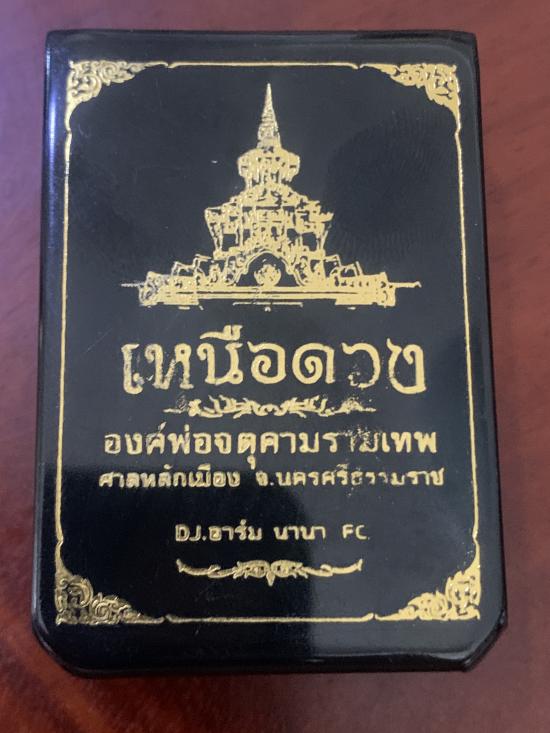 เหนือดวง
องค์พ่อจตุคามรามเทพ
ศาลหลักเมือง จ.นครศรีธรรมราช
DJ.อาร์ม นานา FC